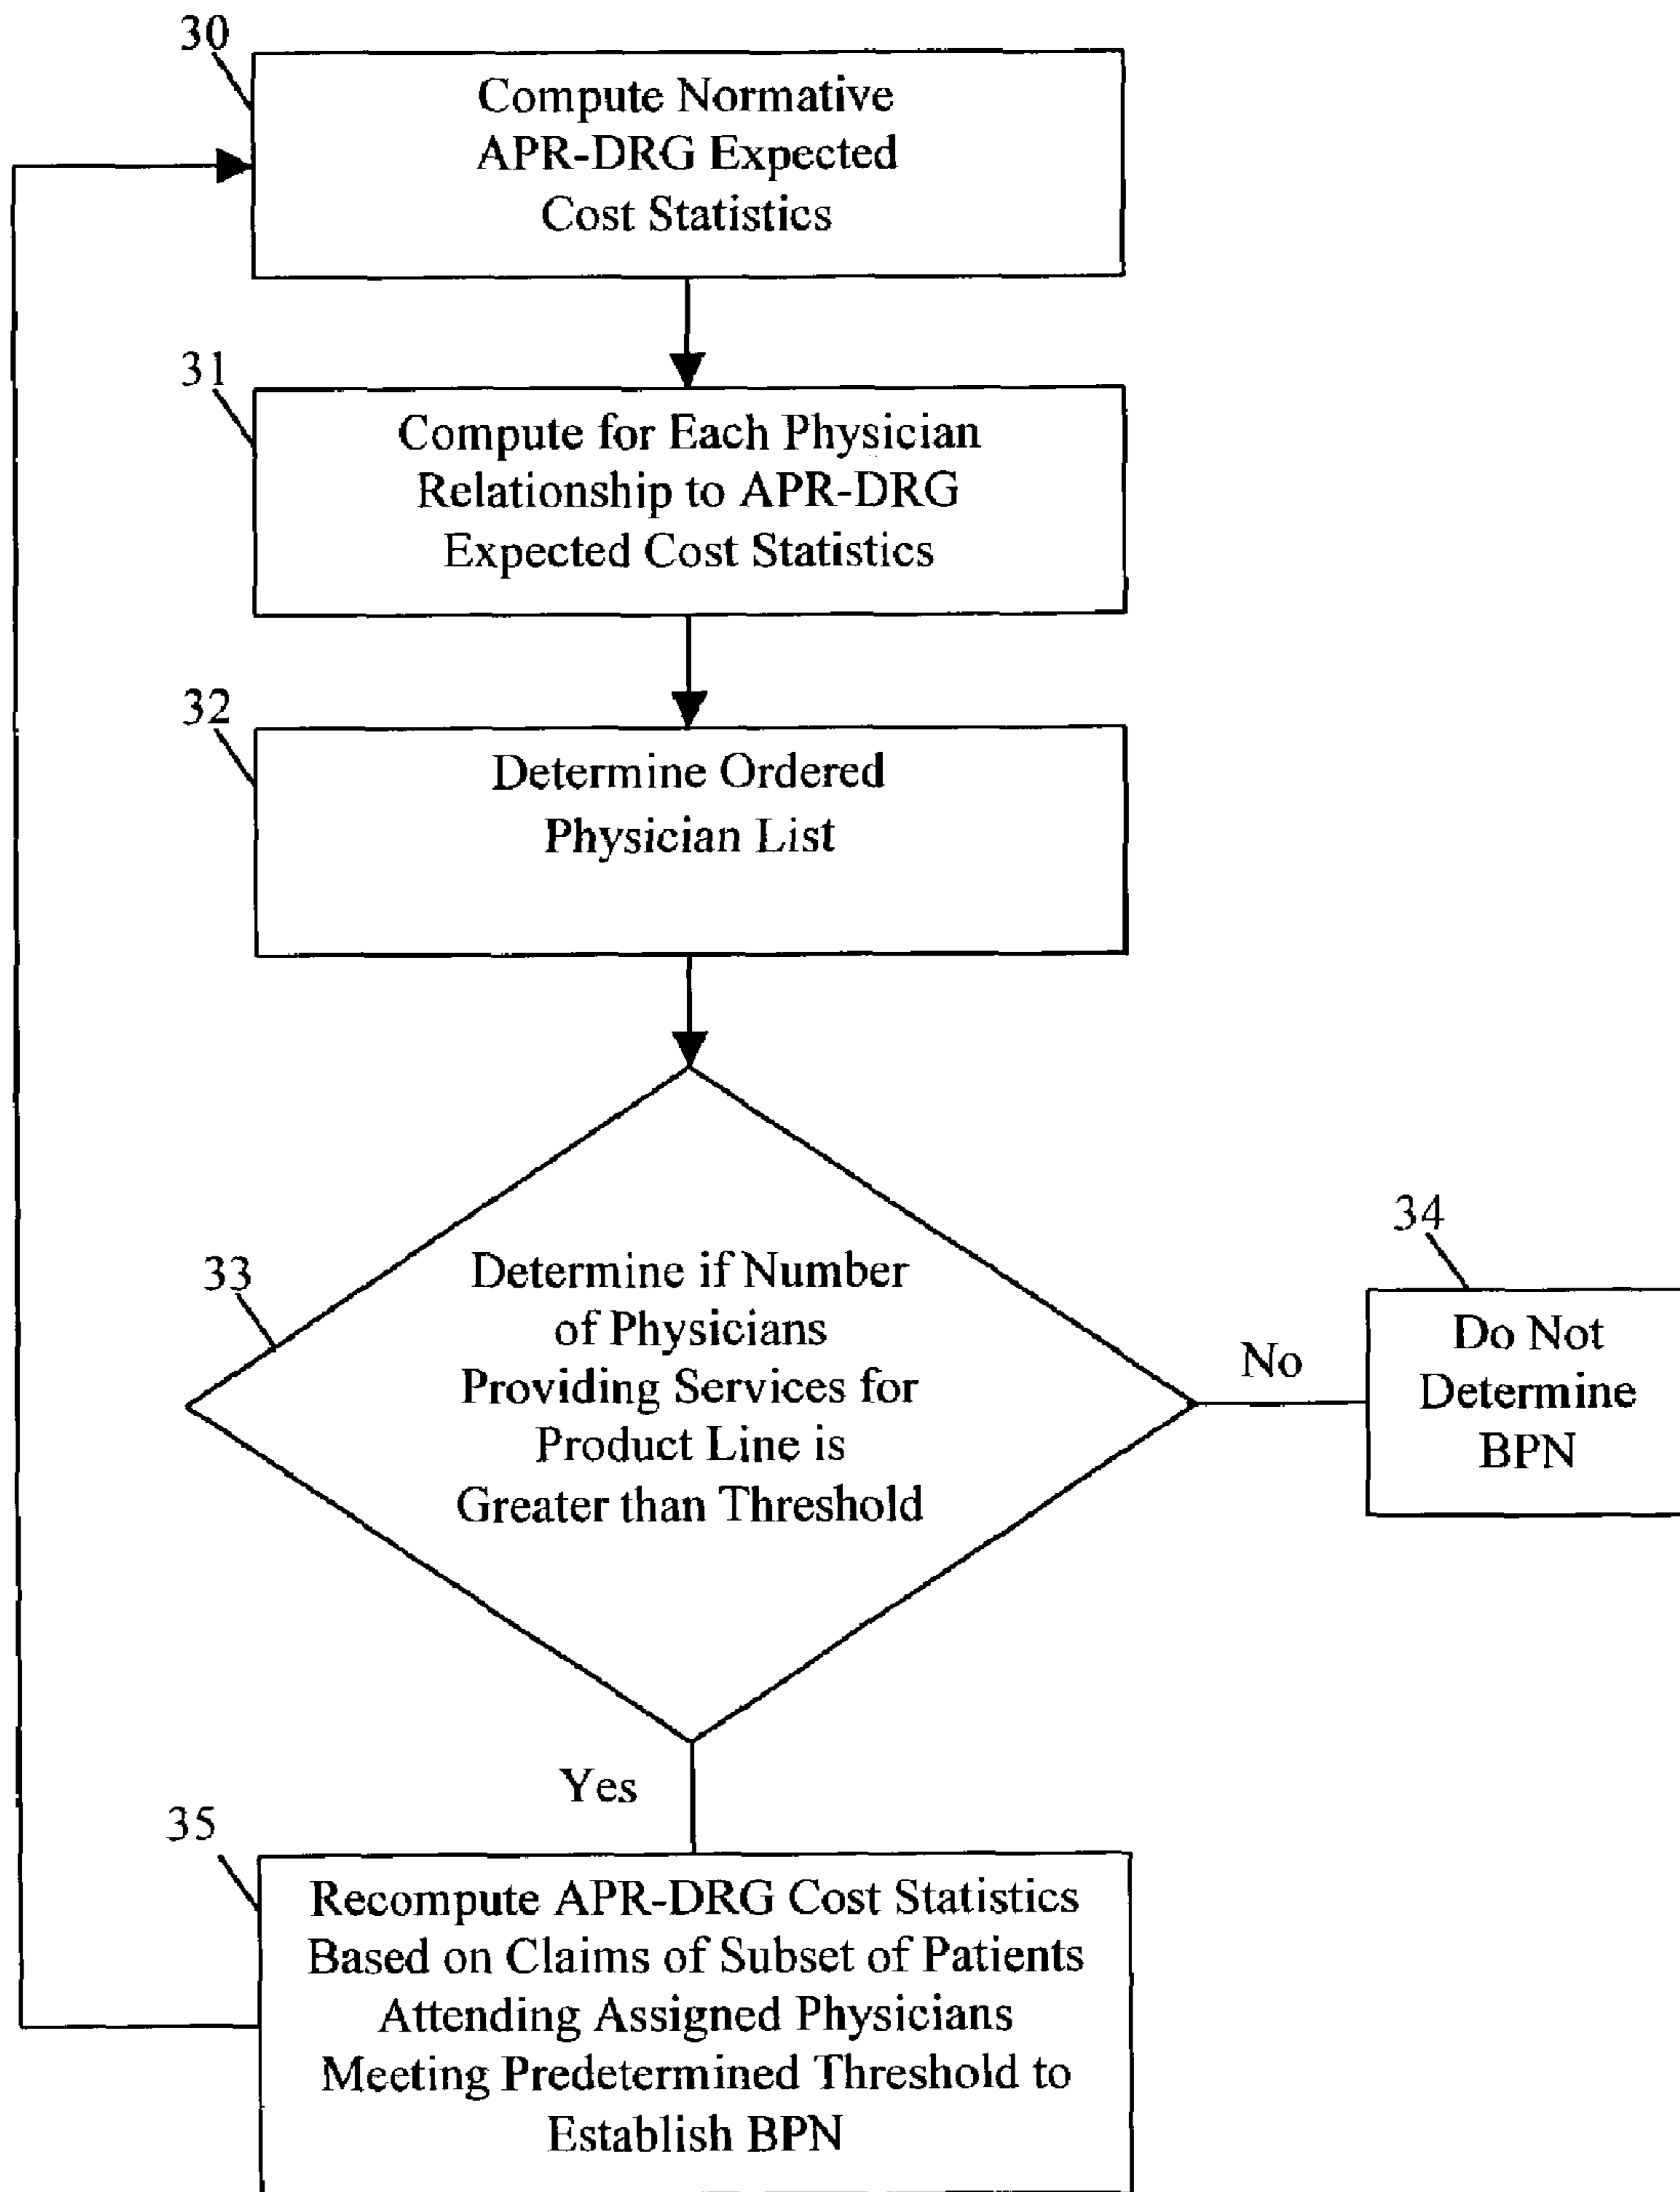 30
Compute Normative
APR-DRG Expected
Cost Statistics
31
Compute for Each Physician
Relationship to APR-DRG
Expected Cost Statistics
32
Determine Ordered
Physician List
33
Determine if Number
of Physicians
Providing Services for
Product Line is
Greater than Threshold
No
34
Do Not
Determine
BPN
Yes
35
Recompute APR-DRG Cost Statistics
Based on Claims of Subset of Patients
Attending Assigned Physicians
Meeting Predetermined Threshold to
Establish BPN